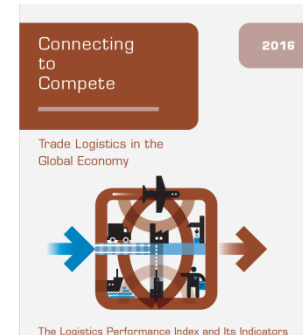 Connecting
to
Compete
2016
Trade Logistics in the
Global Economy
The Logistics Performance Index and Its Indicators